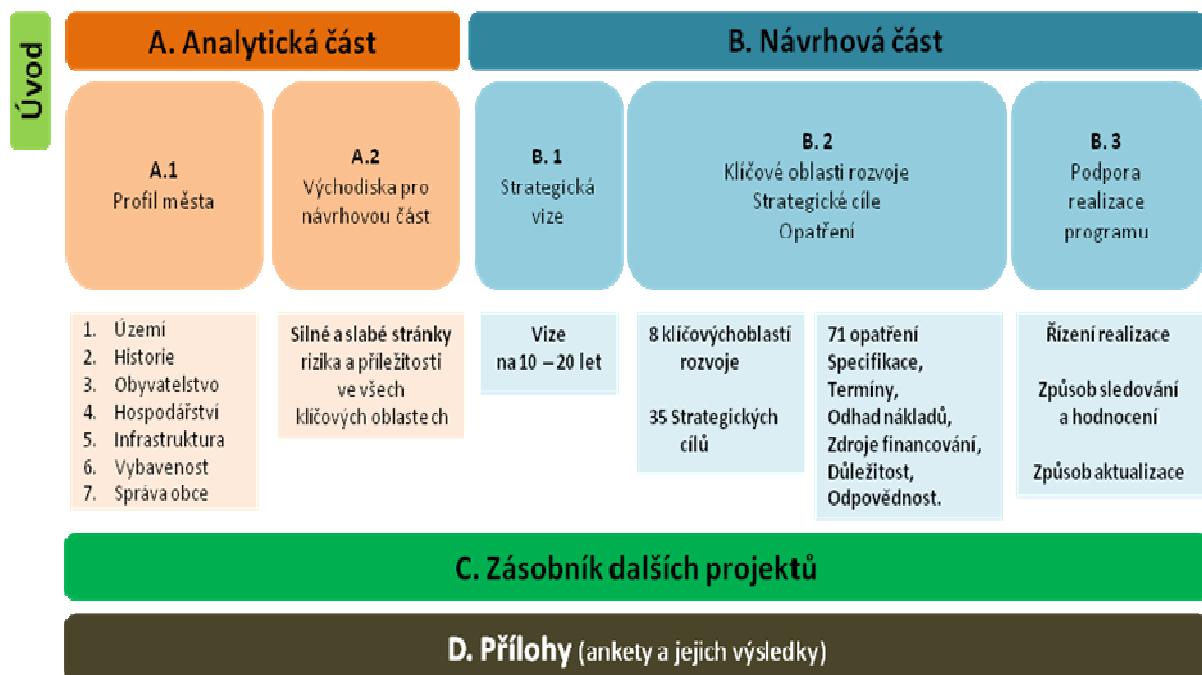 Úvod
A. Analytická část
B. Návrhová část
A.1
Profil města
A.2
Východiska pro
návrhovou část
B. 1
Strategická
vize
B. 2
Klíčové oblasti rozvoje
Strategické cíle
Opatření
B. 3
Podpora
realizace
programu
1. Území
2. Historie
3. Obyvatelstvo
4. Hospodářství
5. Infrastruktura
6. Vybavenost
7. Správa obce
Silné a slabé stránky
rizika a příležitosti
ve všech
klíčových oblastech
Vize
na 10 – 20 let
8 klíčovýchoblastí
rozvoje
35 Strategických
cílů
71 opatření
Specifikace,
Termíny,
Odhad nákladů,
Zdroje financování,
Důležitost,
Odpovědnost.
Řízení realizace
Způsob sledování
a hodnocení
Způsob aktualizace
C. Zásobník dalších projektů
D. Přílohy (ankety a jejich výsledky)